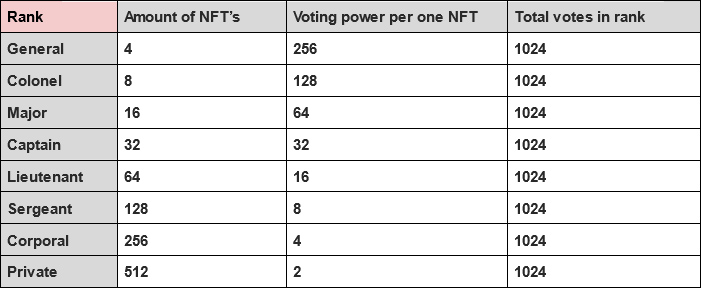 Rank Amount of NFT’s Voting power per one NFT Total votes in rank
General 4 256 1024
Colonel 8 128 1024
Major 16 64 1024
Captain 32 32 1024
Lieutenant 64 16 1024
Sergeant 128 8 1024
Corporal 256 4 1024
Private 512 2 1024